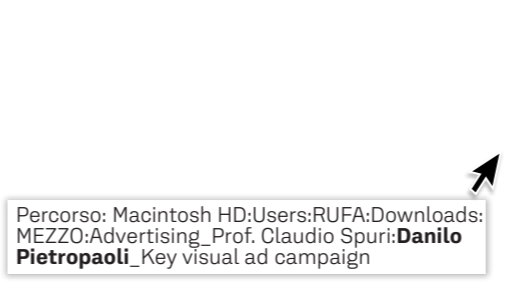 Percorso: Macintosh HD:Users:RUFA:Downloads:
MEZZO:Advertising_Prof. Claudio Spuri:Danilo
Pietropaoli_Key visual ad campaign